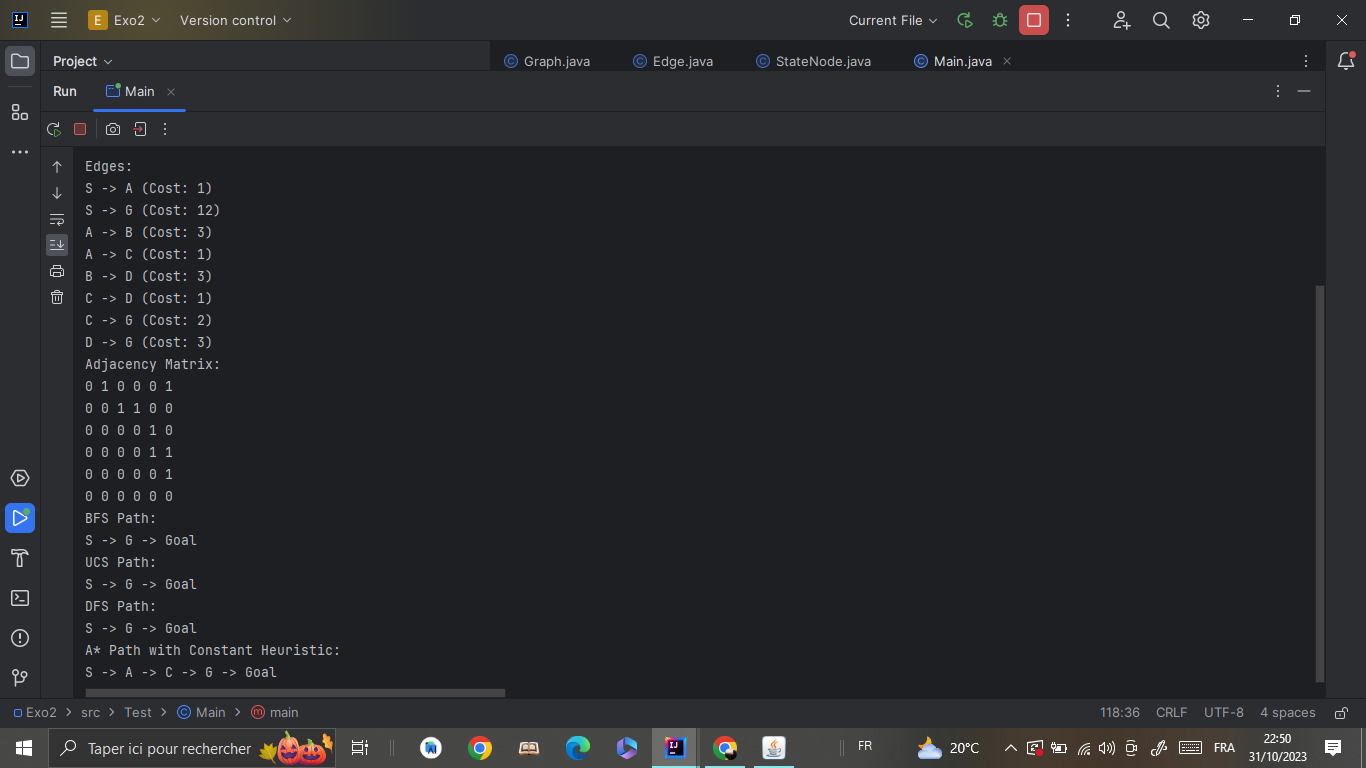 E Exo2 Version control Current File
Project Graph.java Edge.java StateNode.java Main.java
Run Main
Edges:
S -> A (Cost: 1)
S -> G (Cost: 12)
A -> B (Cost: 3)
A -> C (Cost: 1)
B -> D (Cost: 3)
C -> D (Cost: 1)
C -> G (Cost: 2)
D -> G (Cost: 3)
Adjacency Matrix:
0 1 0 0 0 1
0 0 1 1 0 0
0 0 0 0 1 0
0 0 0 0 1 1
0 0 0 0 0 1
0 0 0 0 0 0
BFS Path:
S -> G -> Goal
UCS Path:
S -> G -> Goal
DFS Path:
S -> G -> Goal
A* Path with Constant Heuristic:
S -> A -> C -> G -> Goal
Exo2 > src > Test > Main > main 118:36 CRLF UTF-8 4 spaces
Taper ici pour rechercher FR 20°C FRA 22:50
31/10/2023